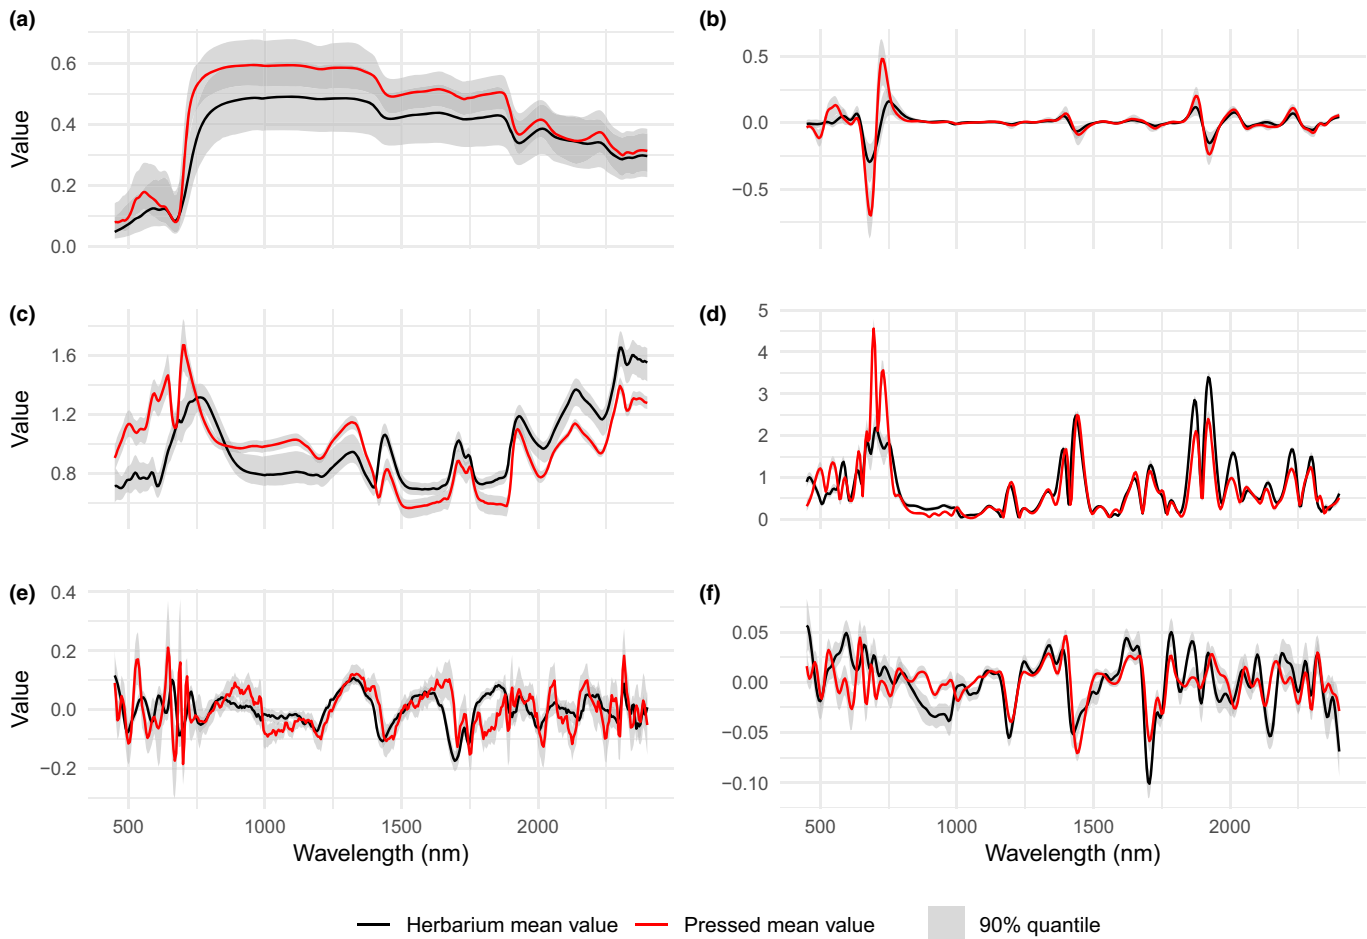 (a)
(b)
0.6
0.4
0.2
0.0
Value
0.5
0.0
−0.5
(c)
(d)
1.6
1.2
0.8
Value
5
4
3
2
1
0
(e)
(f)
0.4
0.2
0.0
−0.2
Value
0.05
0.00
−0.05
−0.10
500 1000 1500 2000
500 1000 1500 2000
Wavelength (nm)
Wavelength (nm)
Herbarium mean value Pressed mean value 90% quantile